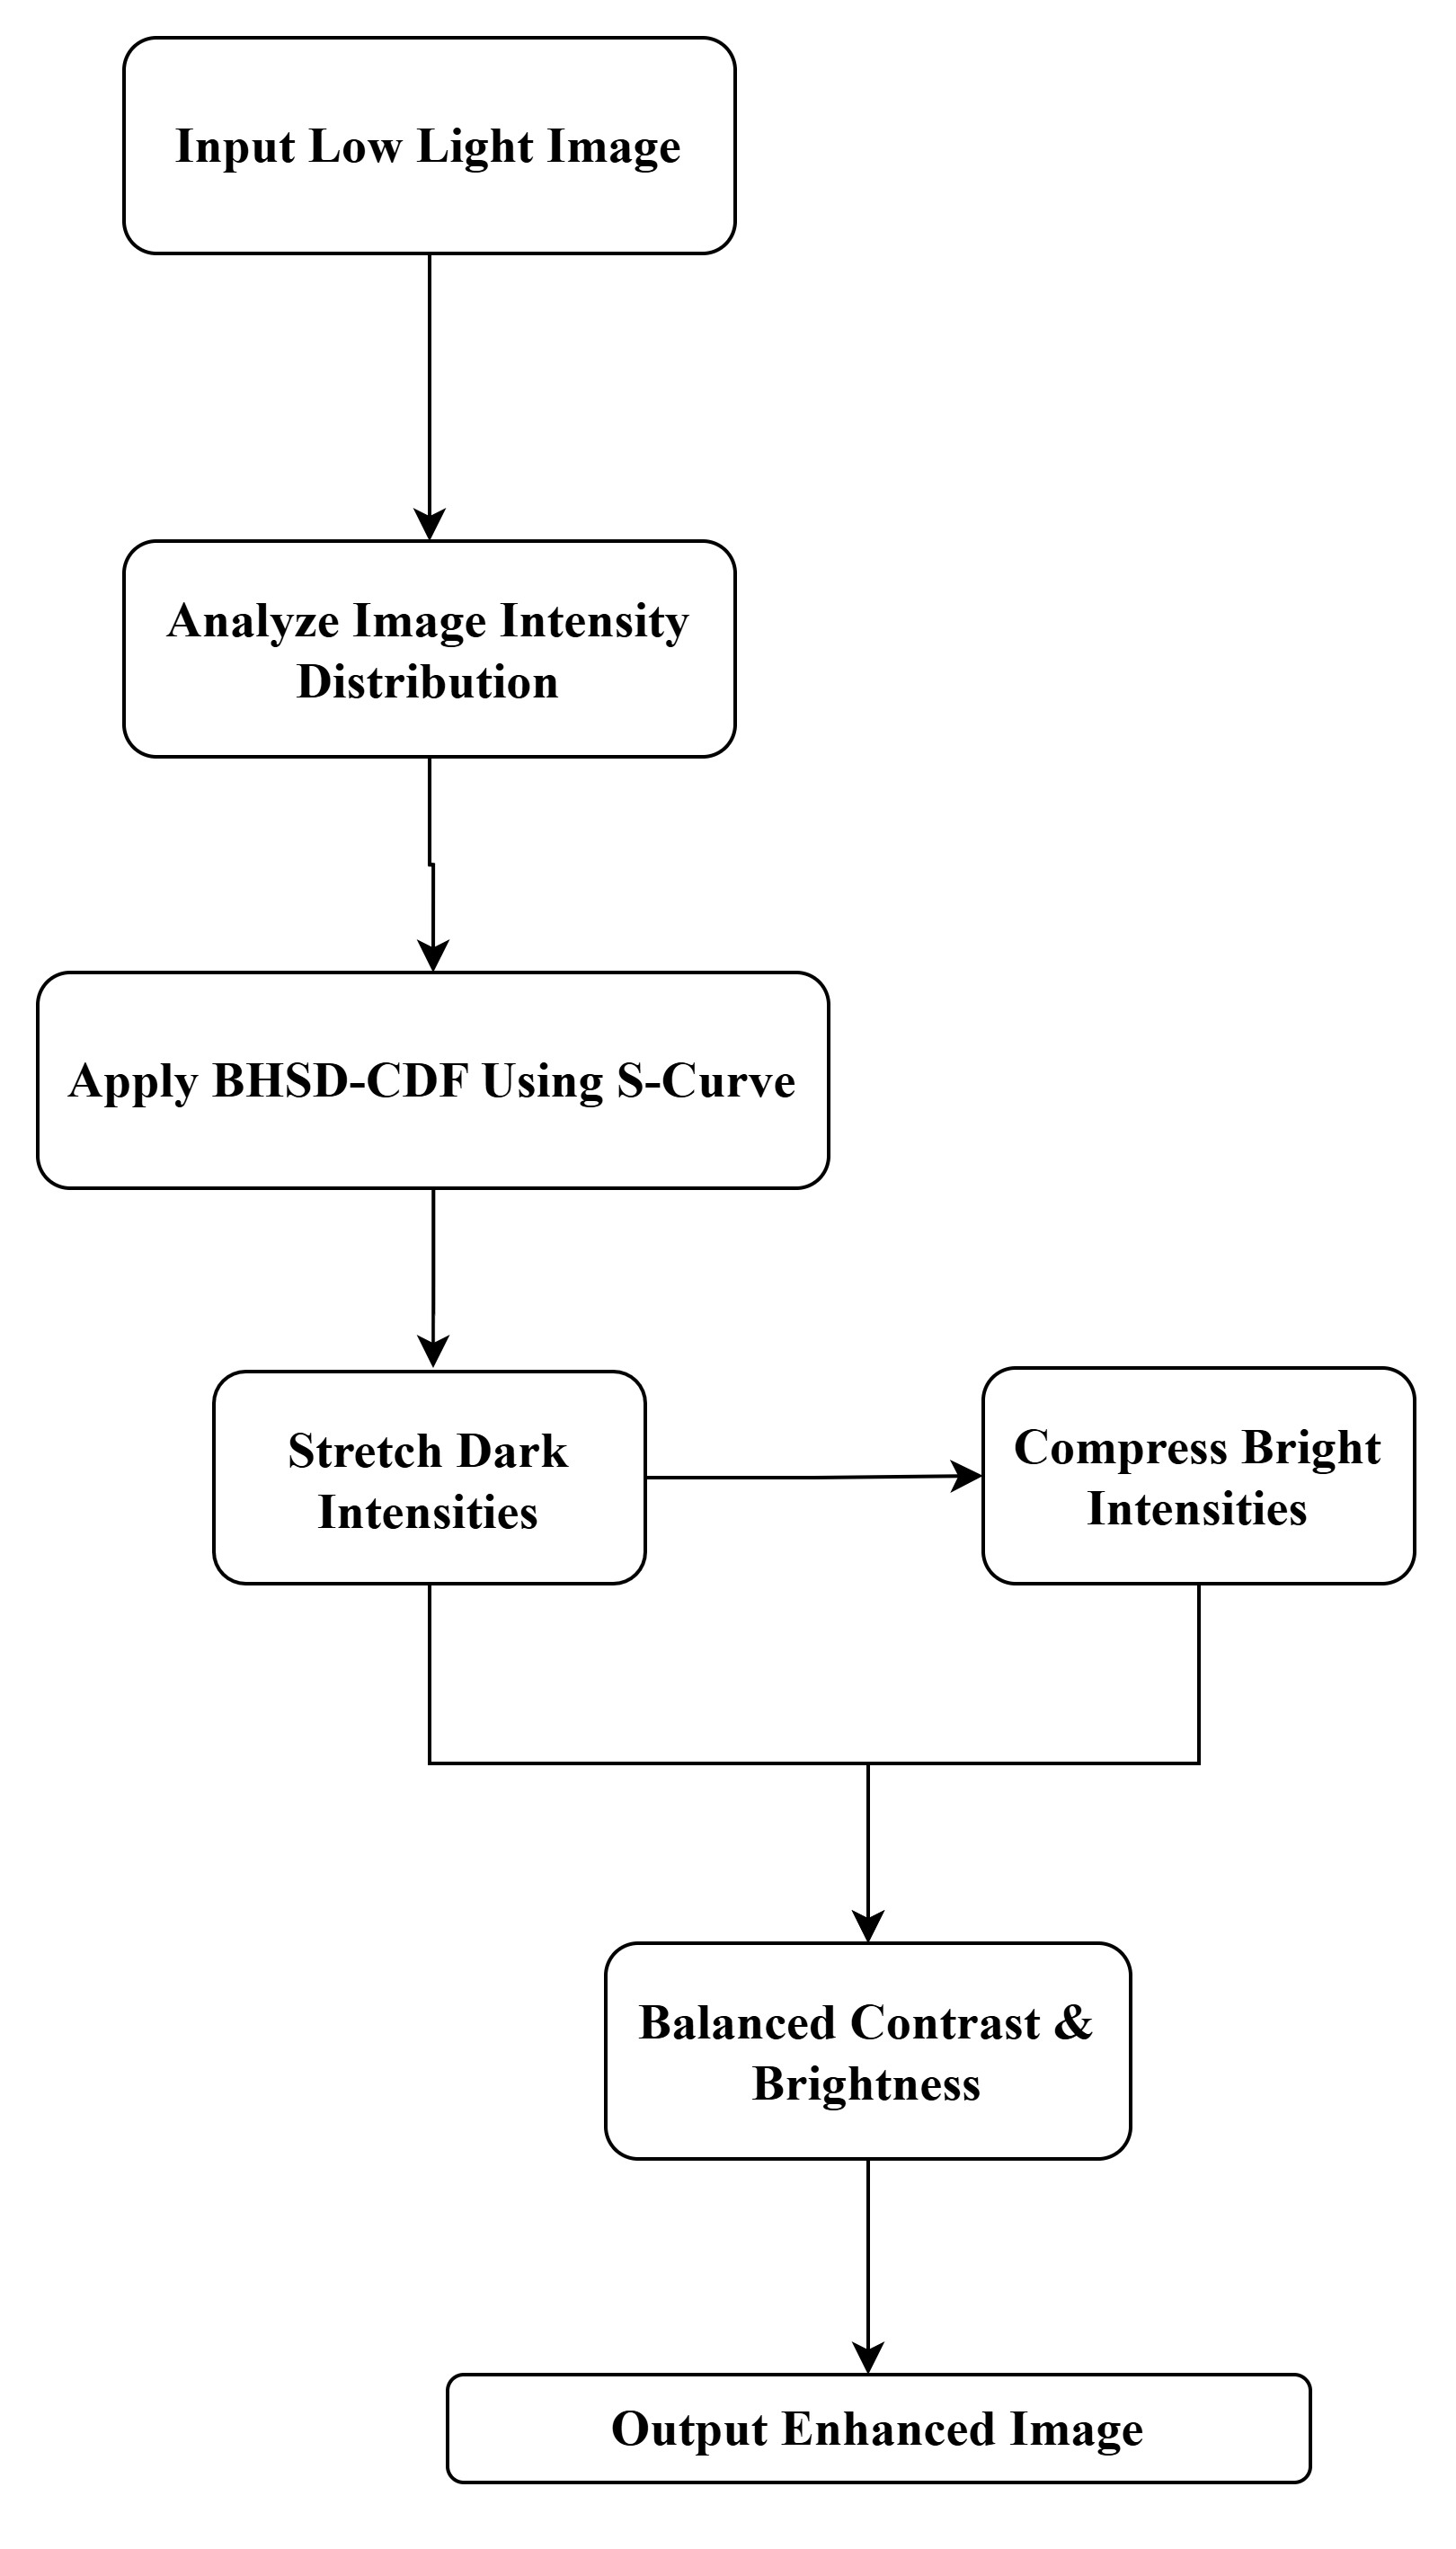 Input Low Light Image
Analyze Image Intensity
Distribution
Apply BHSD-CDF Using S-Curve
Stretch Dark
Intensities
Compress Bright
Intensities
Balanced Contrast &
Brightness
Output Enhanced Image